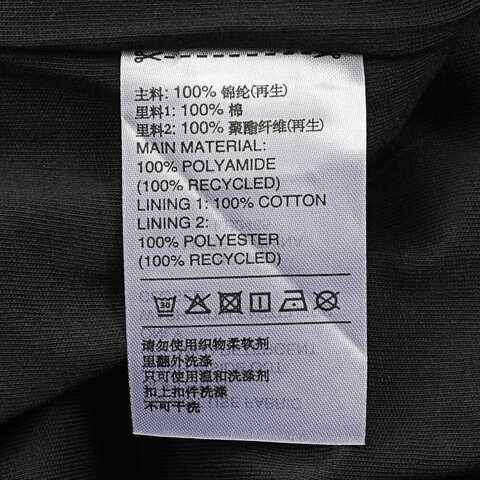 主料: 100% 锦纶(再生)
里料1: 100% 棉
里料2: 100% 聚酯纤维(再生)
MAIN MATERIAL:
100% POLYAMIDE
(100% RECYCLED)
LINING 1: 100% COTTON
LINING 2:
100% POLYESTER
(100% RECYCLED)
30
请勿使用织物柔软剂
里翻外洗涤
只可使用温和洗涤剂
扣上扣件洗涤
不可干洗